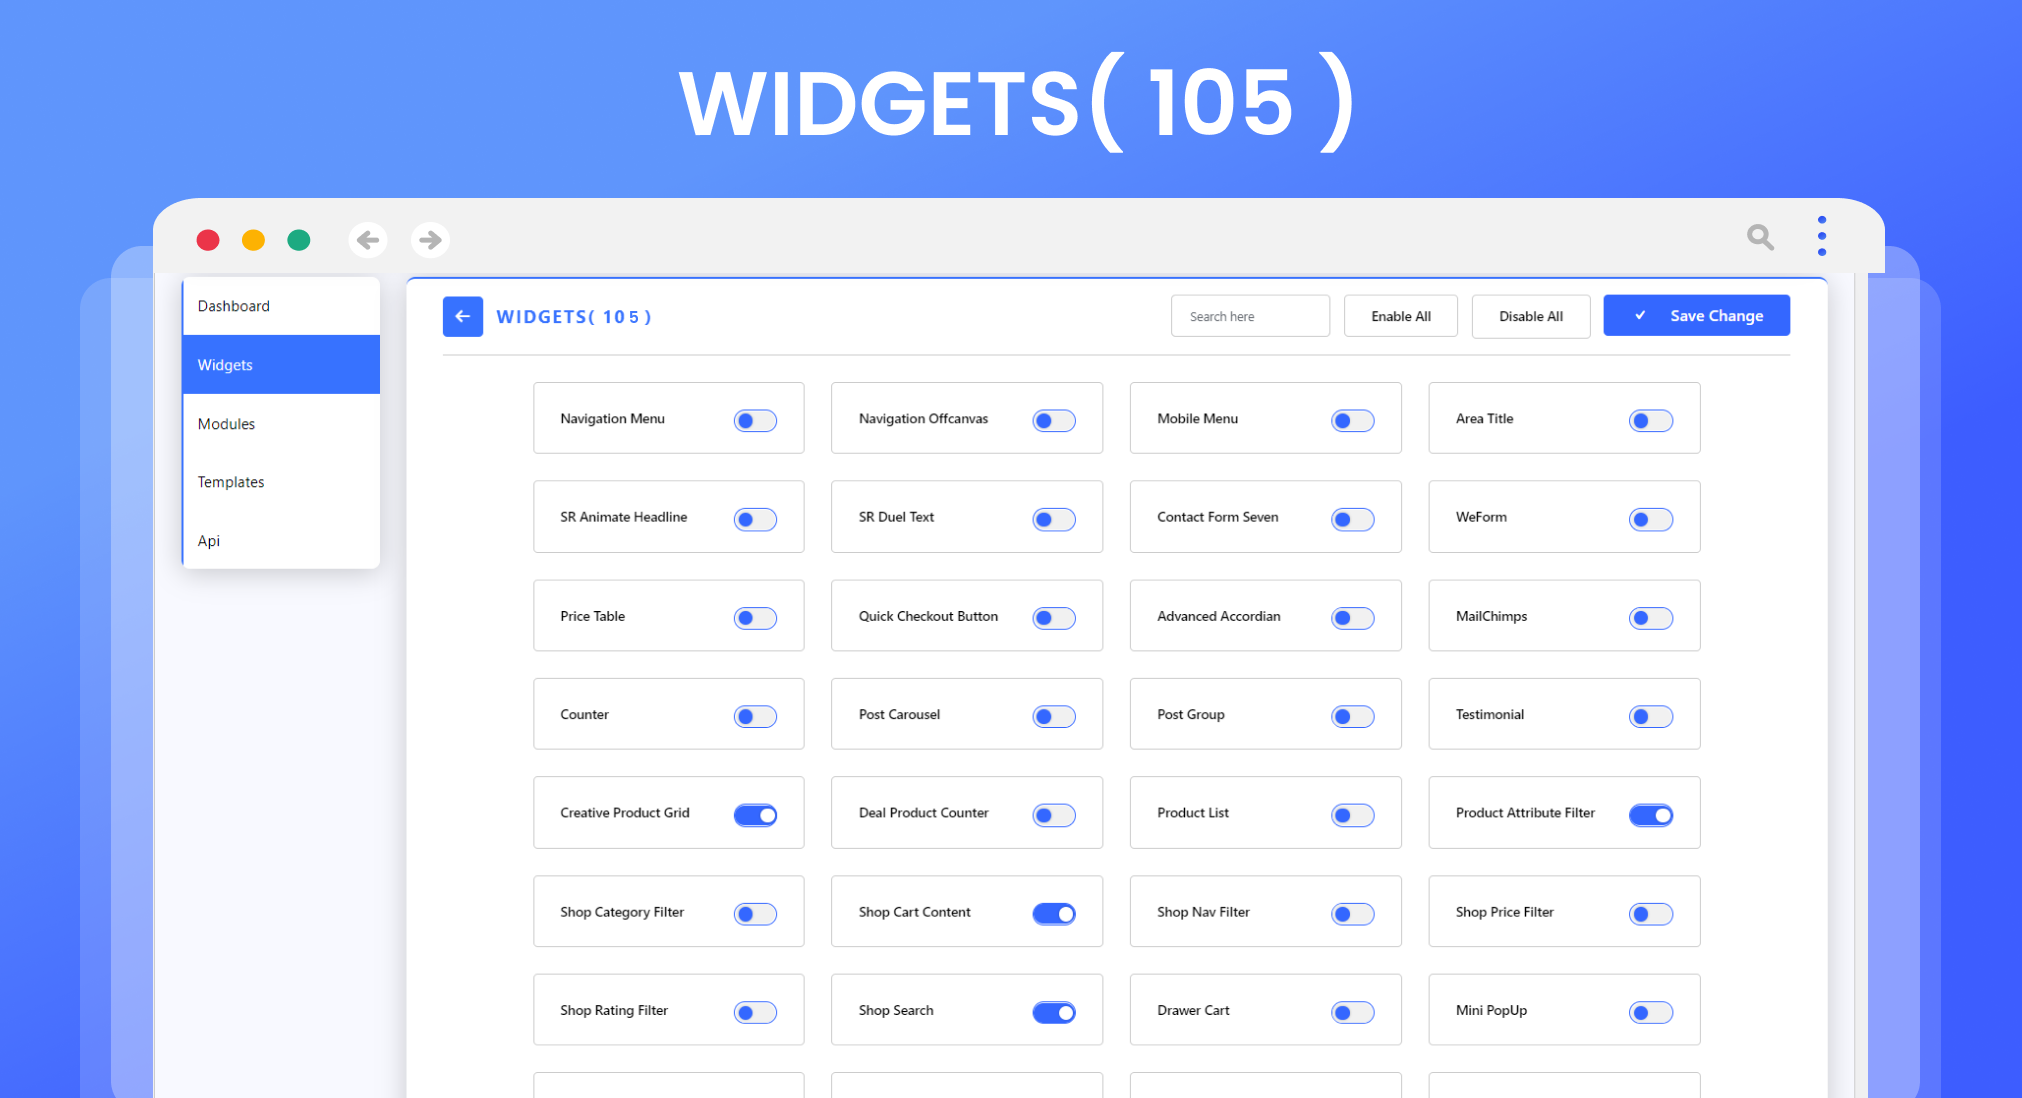 WIDGETS( 105 )
Dashboard
Widgets
Modules
Templates
Api
WIDGETS( 105 )
Search here
Enable All
Disable All
Save Change
Navigation Menu
Navigation Offcanvas
Mobile Menu
Area Title
SR Animate Headline
SR Duel Text
Contact Form Seven
WeForm
Price Table
Quick Checkout Button
Advanced Accordian
MailChimps
Counter
Post Carousel
Post Group
Testimonial
Creative Product Grid
Deal Product Counter
Product List
Product Attribute Filter
Shop Category Filter
Shop Cart Content
Shop Nav Filter
Shop Price Filter
Shop Rating Filter
Shop Search
Drawer Cart
Mini PopUp